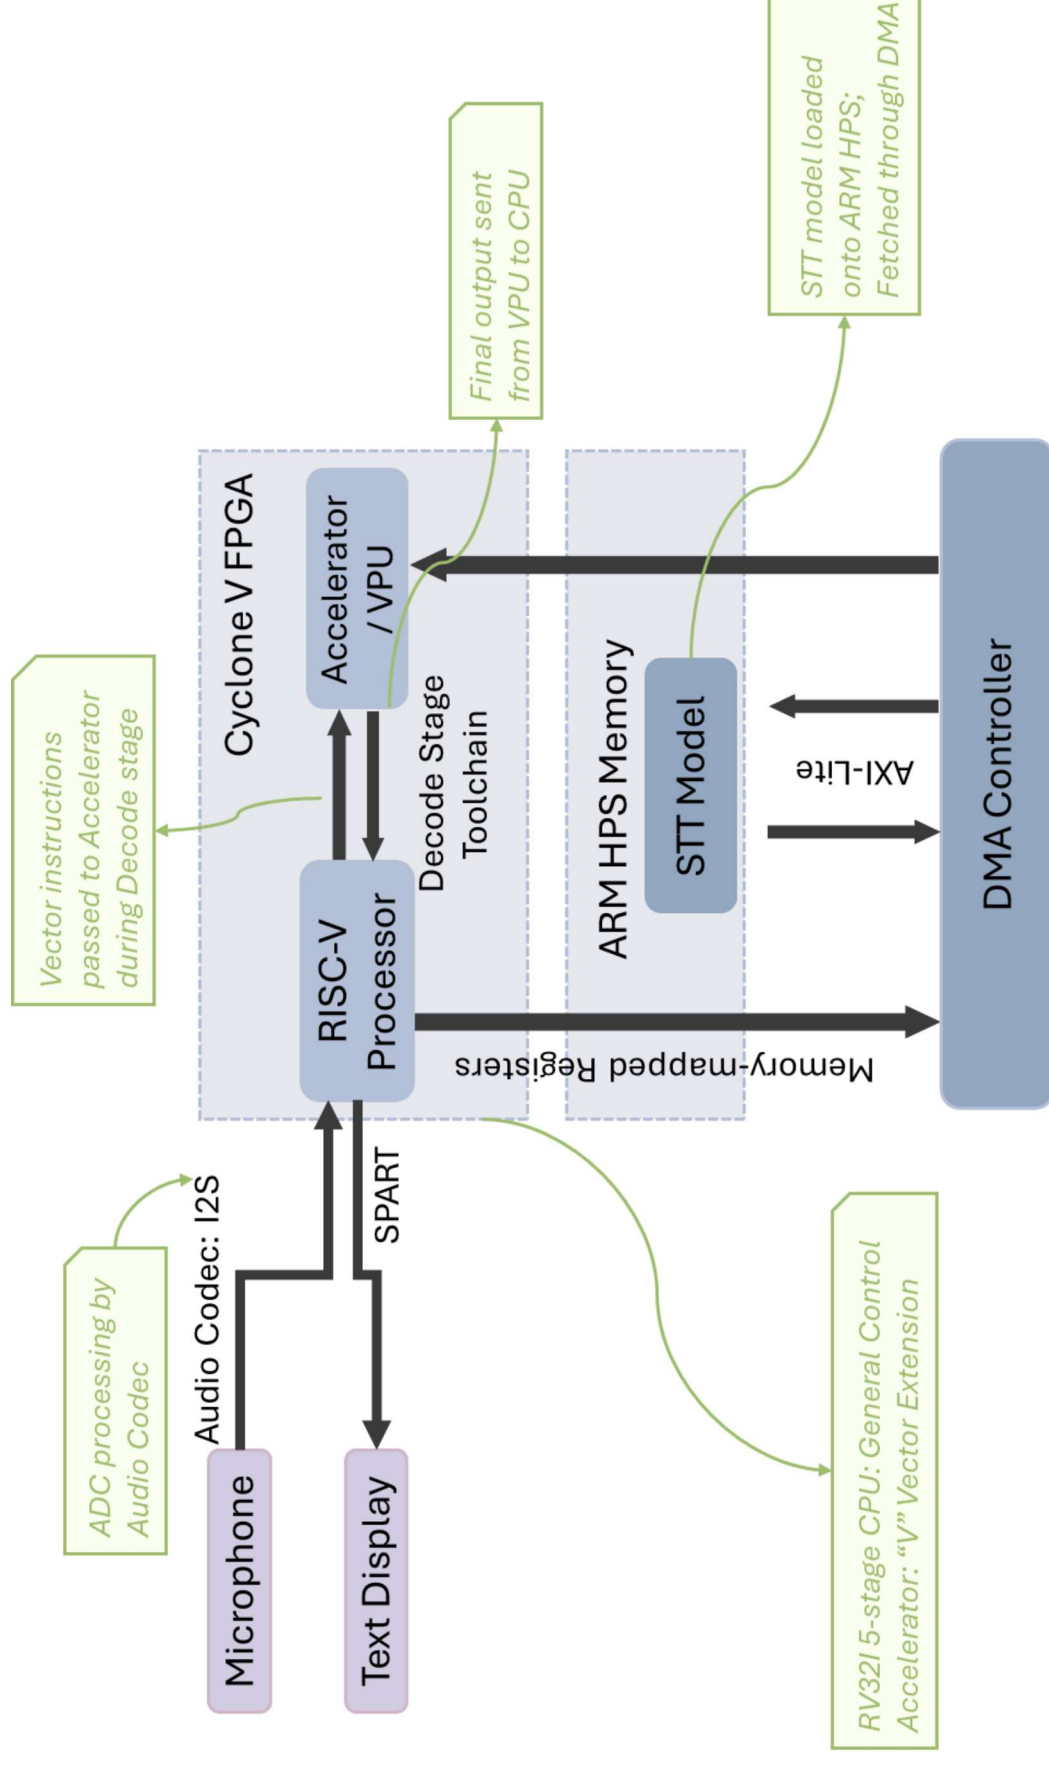 Vector instructions
passed to Accelerator
during Decode stage
ADC processing by
Audio Codec
Audio Codec: I2S
Microphone
Text Display
SPART
Cyclone V FPGA
RISC-V
Processor
Accelerator
/ VPU
Decode Stage
Toolchain
Final output sent
from VPU to CPU
Memory-mapped Registers
ARM HPS Memory
STT Model
AXI-Lite
STT model loaded
onto ARM HPS;
Fetched through DMA
DMA Controller
RV32I 5-stage CPU: General Control
Accelerator: “V” Vector Extension